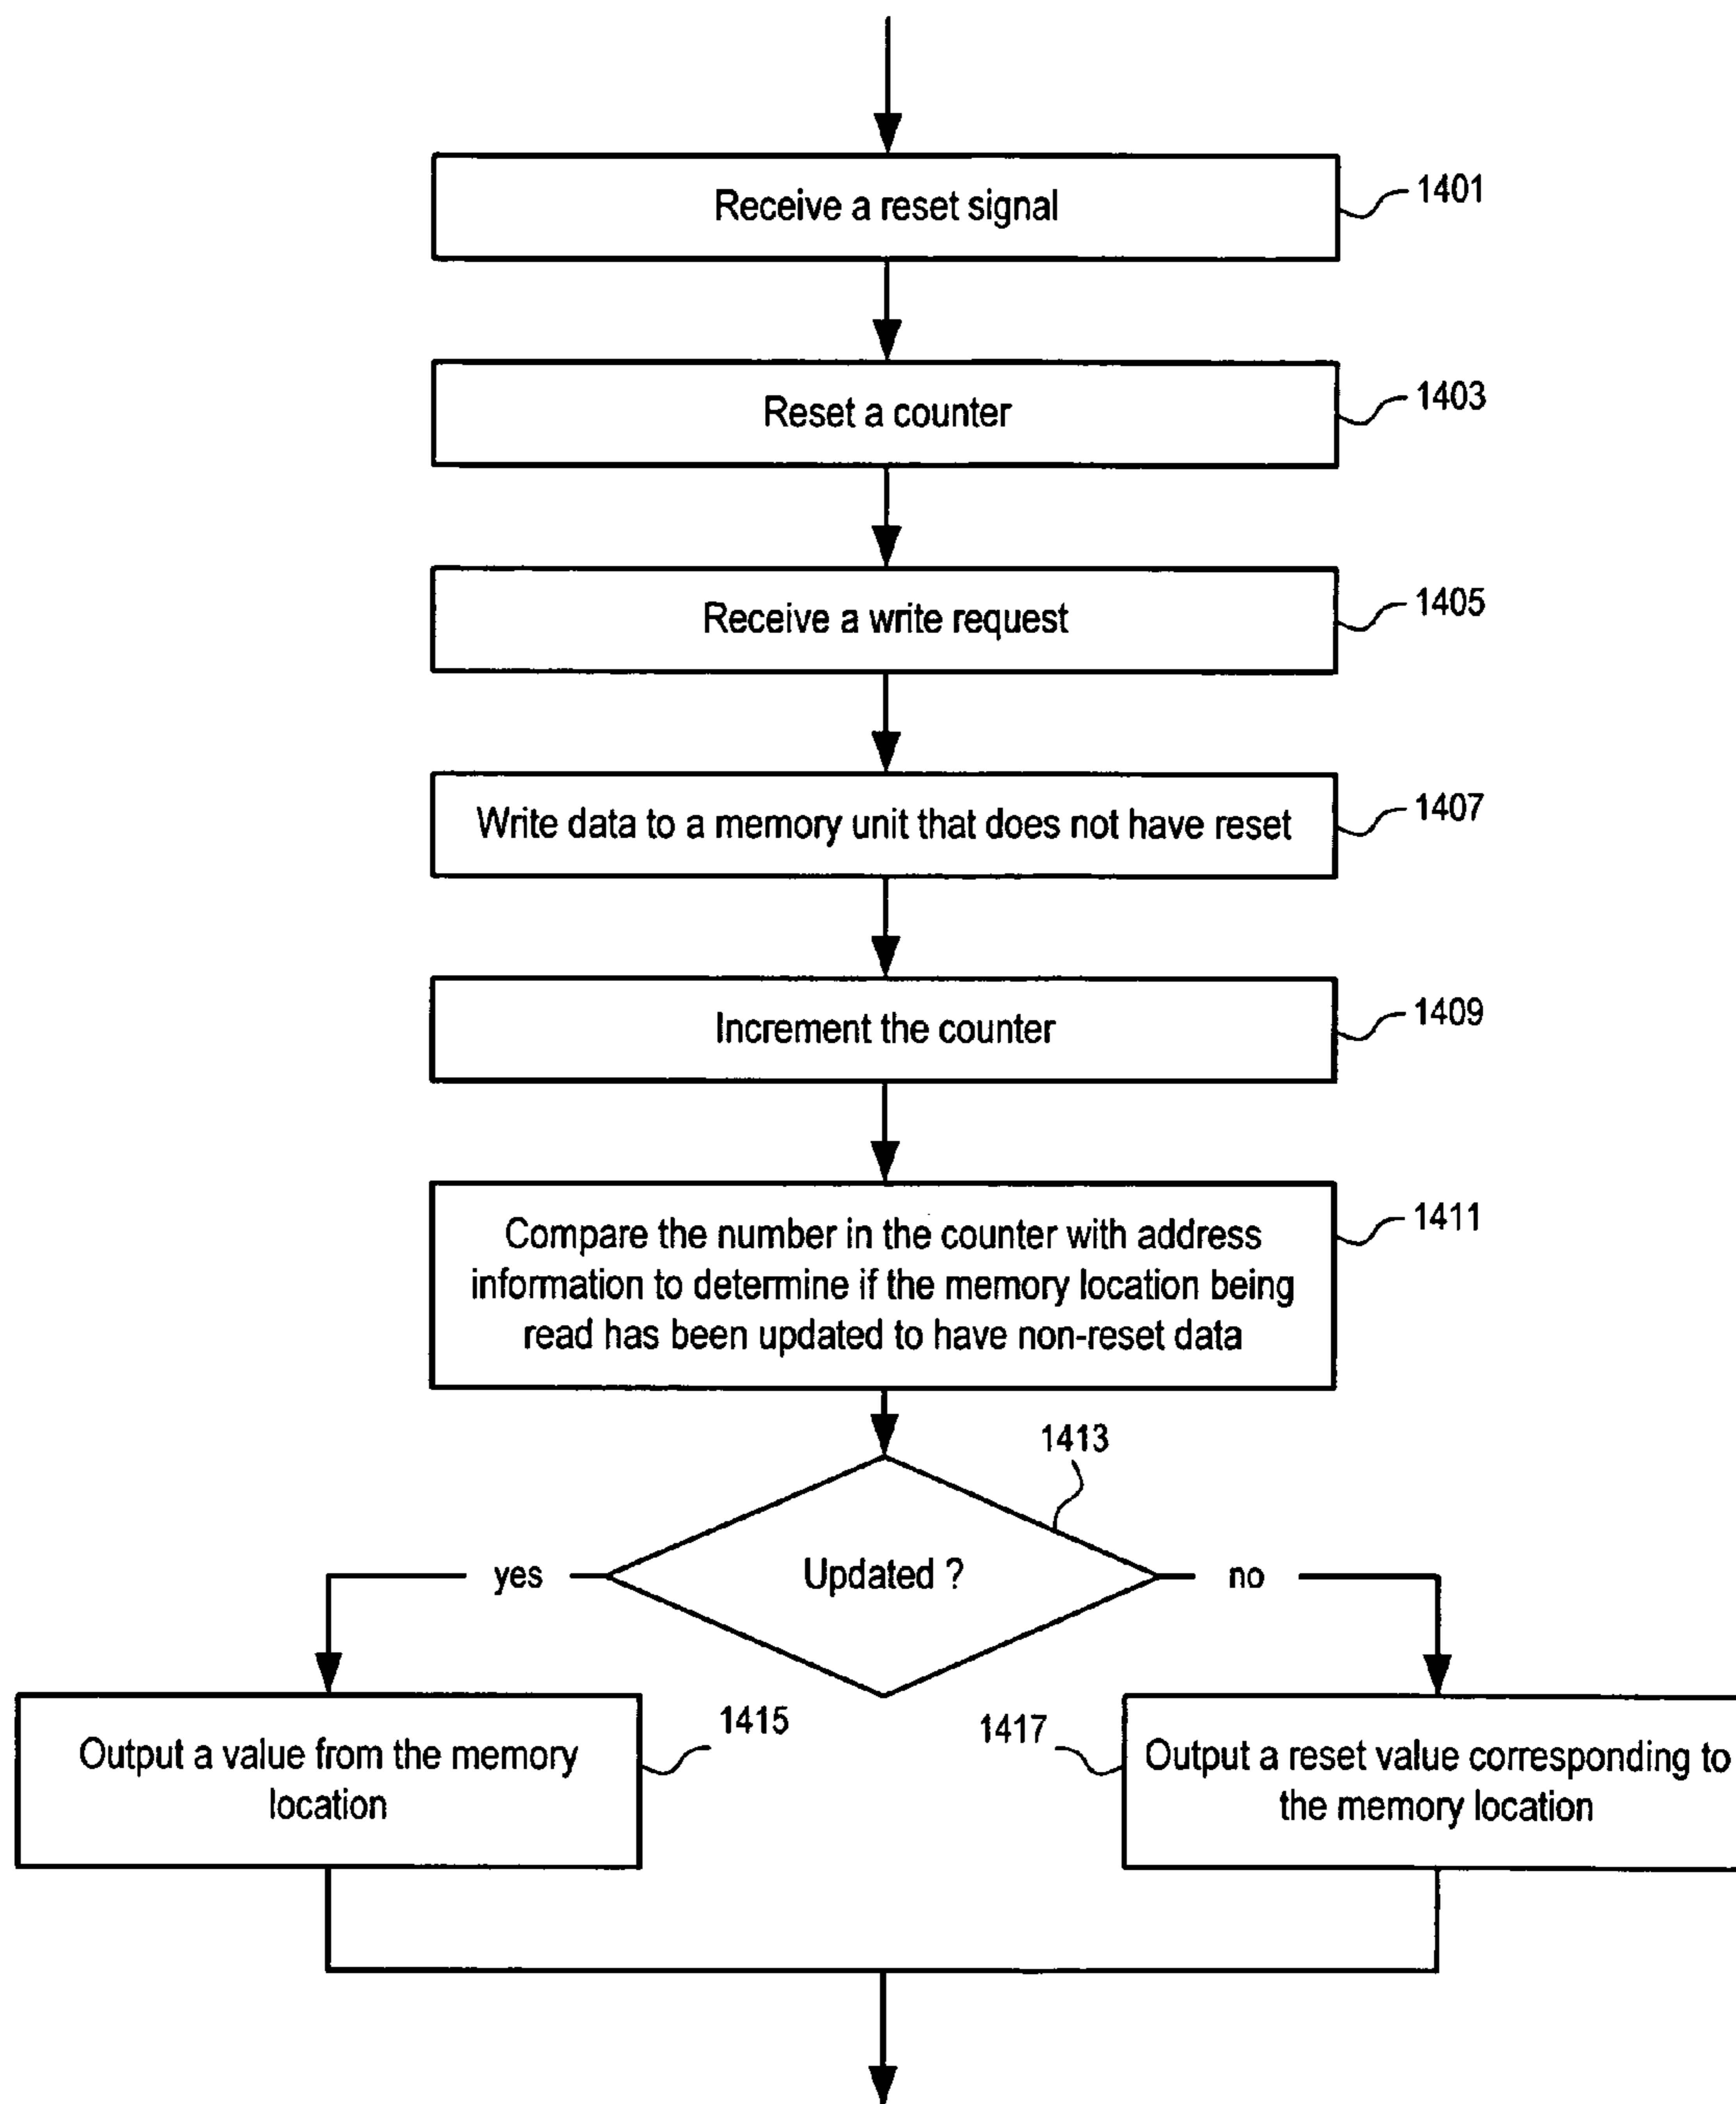 Receive a reset signal
1401
Reset a counter
1403
Receive a write request
1405
Write data to a memory unit that does not have reset
1407
Increment the counter
1409
Compare the number in the counter with address
information to determine if the memory location being
read has been updated to have non-reset data
1411
1413
Updated ?
yes
no
Output a value from the memory
location
1415
1417
Output a reset value corresponding to
the memory location